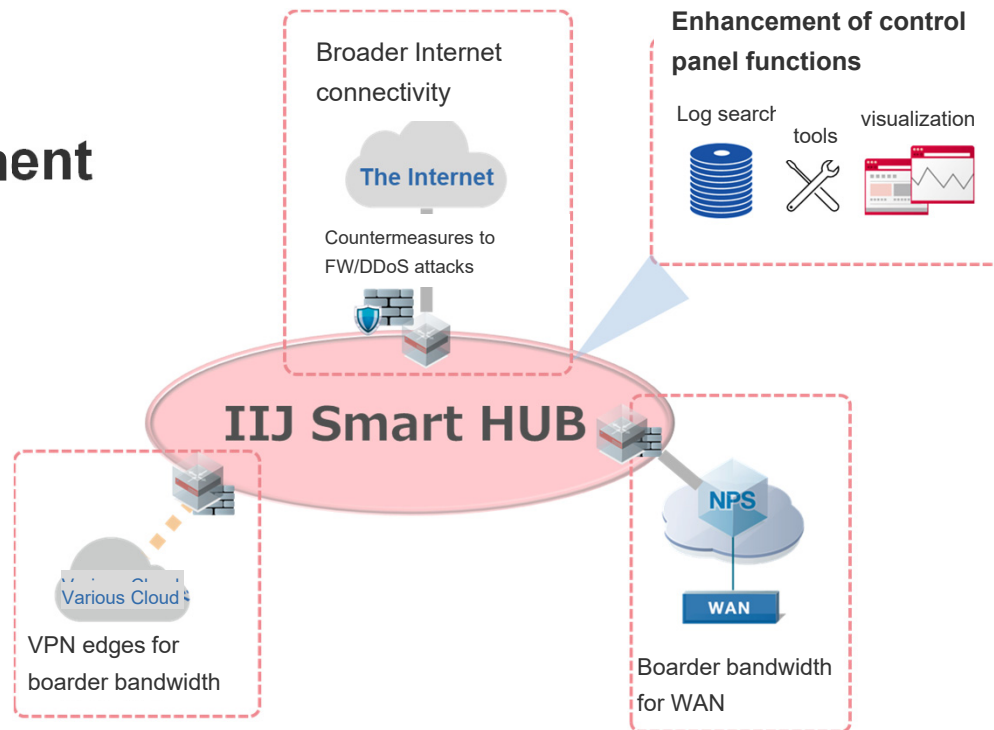 ment
Broader Internet
connectivity
The Internet
Countermeasures to
FW/DDoS attacks
Enhancement of control
panel functions
Log search
tools
visualization
IIJ Smart HUB
Various Cloud
VPN edges for
boarder bandwidth
NPS
WAN
Boarder bandwidth
for WAN